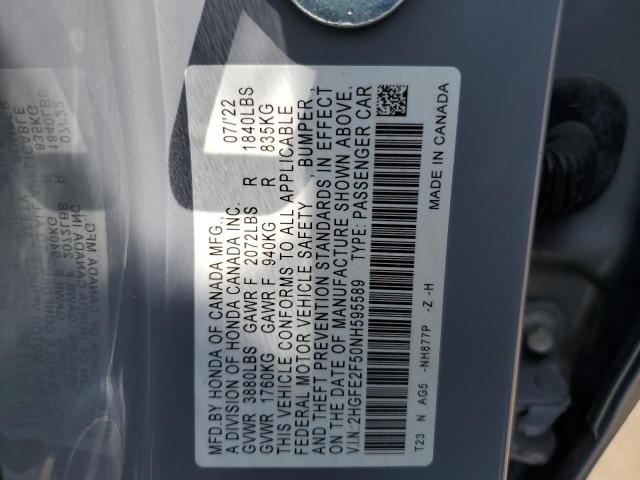 MFD.BY HONDA OF CANADA MFG.,
A DIVISION OF HONDA CANADA INC. 07/'22
GVWR 3880LBS GAWR F 2072LBS R 1840LBS
GVWR 1760KG GAWR F 940KG R 835KG
THIS VEHICLE CONFORMS TO ALL APPLICABLE
FEDERAL MOTOR VEHICLE SAFETY, BUMPER,
AND THEFT PREVENTION STANDARDS IN EFFECT
ON THE DATE OF MANUFACTURE SHOWN ABOVE.
V.I.N.:2HGFE2F50NH595589 TYPE: PASSENGER CAR
T23 N AG5 -NH877P -Z -H MADE IN CANADA